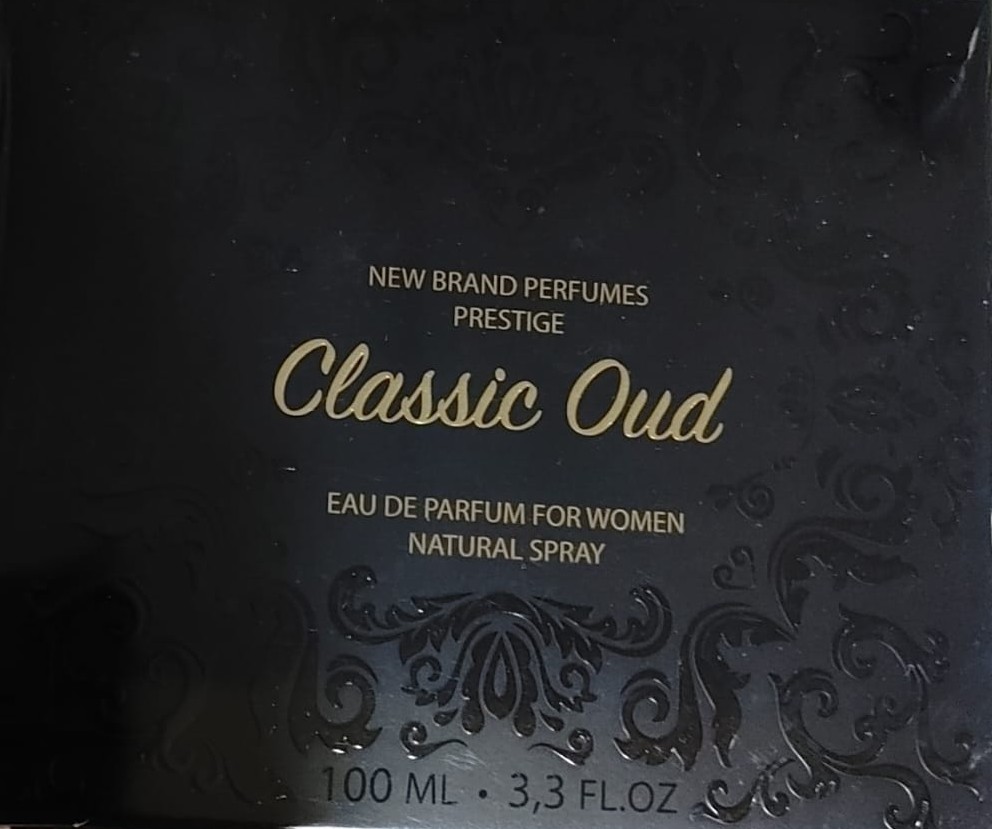 NEW BRAND PERFUMES
PRESTIGE
Classic Oud
EAU DE PARFUM FOR WOMEN
NATURAL SPRAY
100 ML • 3,3 FL.OZ